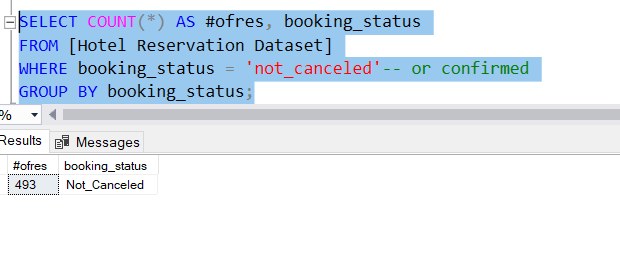 SELECT COUNT(*) AS #ofres, booking_status
FROM [Hotel Reservation Dataset]
WHERE booking_status = 'not_canceled'-- or confirmed
GROUP BY booking_status;
%
Results Messages
#ofres booking_status
493 Not_Canceled